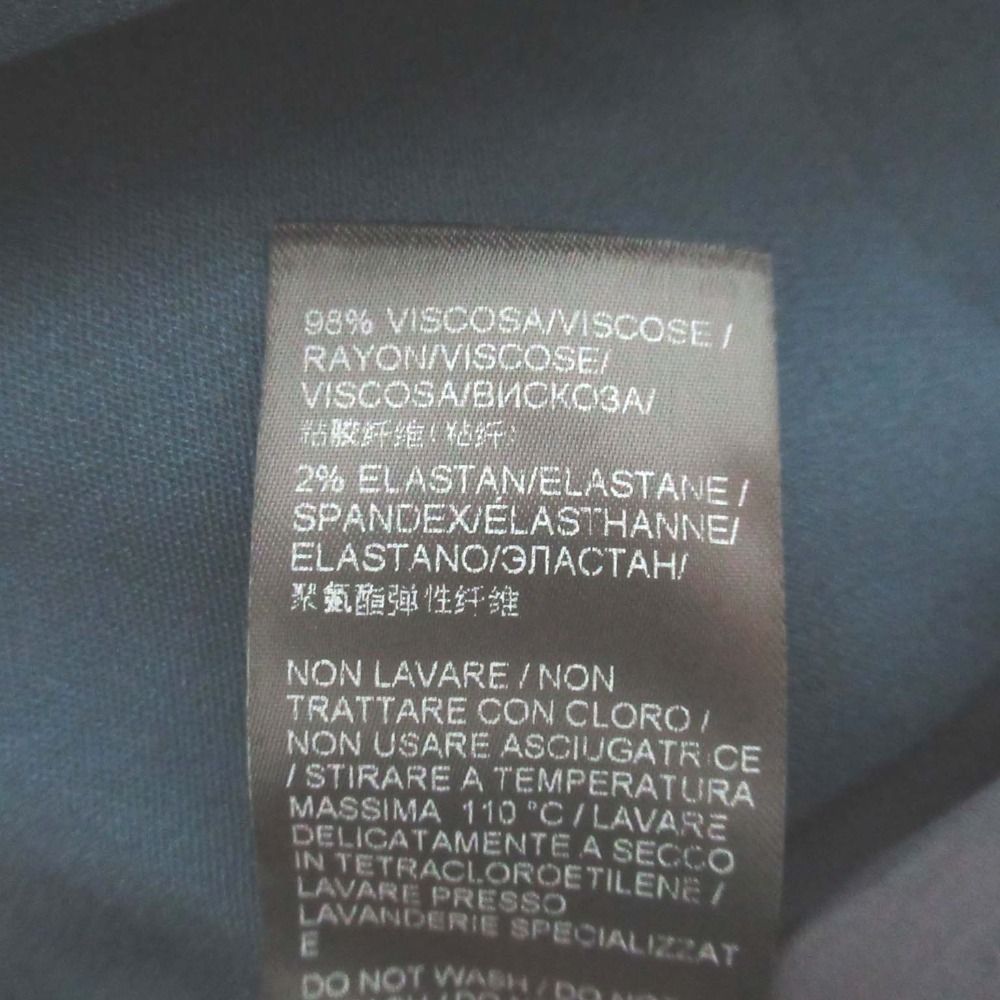 98% VISCOSA/VISCOSE /
RAYON/VISCOSE/
VISCOSA/ВИСКОЗА/
粘胶纤维(粘纤)
2% ELASTAN/ELASTANE /
SPANDEX/ÉLASTHANNE/
ELASTANO/ЭЛАСТАН/
聚氨酯弹性纤维
NON LAVARE / NON
TRATTARE CON CLORO /
NON USARE ASCIUGATRICE
/ STIRARE A TEMPERATURA
MASSIMA 110 °C / LAVARE
DELICATAMENTE A SECCO
IN TETRACLOROETILENE /
LAVARE PRESSO
LAVANDERIE SPECIALIZZAT
E
DO NOT WASH / DO NOT